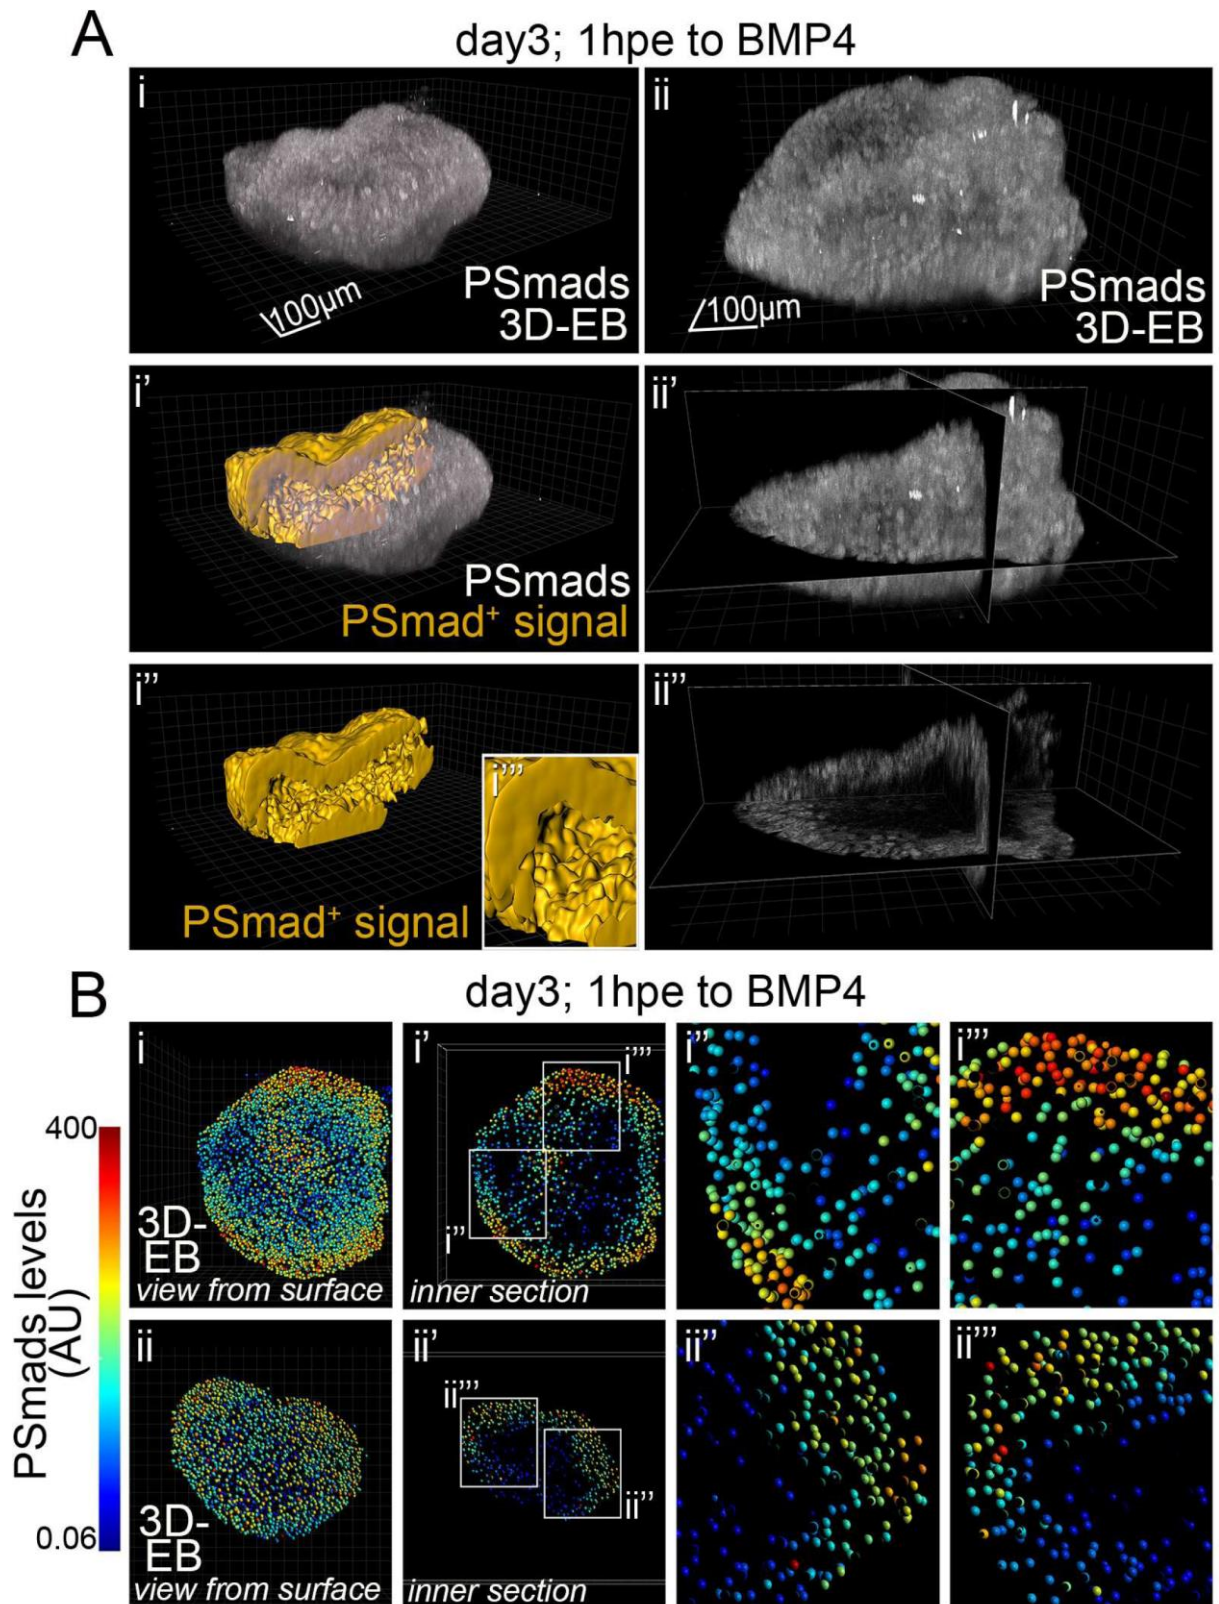 A
day3; 1hpe to BMP4
i
100µm
PSmads
3D-EB
ii
100µm
PSmads
3D-EB
i'
PSmads
PSmad⁺ signal
ii'
i''
PSmad⁺ signal
i'''
ii''
B
day3; 1hpe to BMP4
400
PSmads levels
(AU)
0.06
i
3D-
EB
view from surface
i'
i'''
i''
inner section
i''
i'''
ii
3D-
EB
view from surface
ii'
ii'''
ii''
inner section
ii''
ii'''